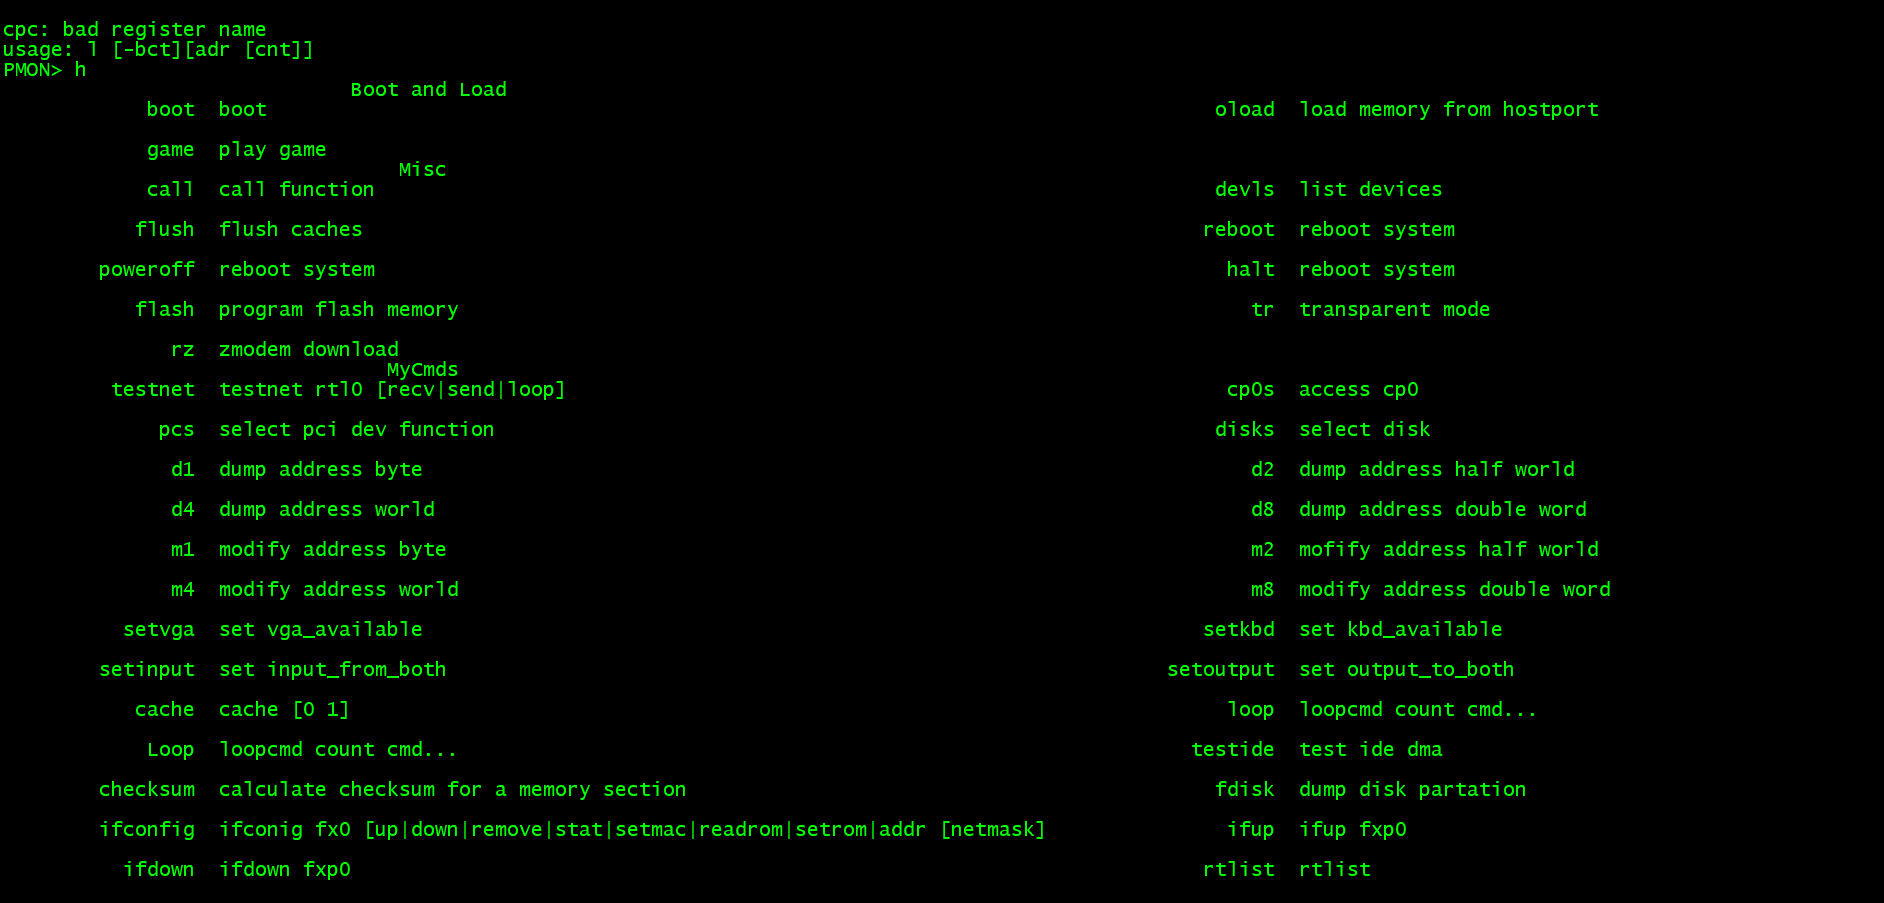 cpc: bad register name
usage: l [-bct][adr [cnt]]
PMON> h
Boot and Load
boot  boot  oload  load memory from hostport
game  play game
Misc
call  call function  devls  list devices
flush  flush caches  reboot  reboot system
poweroff  reboot system  halt  reboot system
flash  program flash memory  tr  transparent mode
rz  zmodem download
MyCmds
testnet  testnet rtl0 [recv|send|loop]  cp0s  access cp0
pcs  select pci dev function  disks  select disk
d1  dump address byte  d2  dump address half world
d4  dump address world  d8  dump address double word
m1  modify address byte  m2  mofify address half world
m4  modify address world  m8  modify address double word
setvga  set vga_available  setkbd  set kbd_available
setinput  set input_from_both  setoutput  set output_to_both
cache  cache [0 1]  loop  loopcmd count cmd...
Loop  loopcmd count cmd...  testide  test ide dma
checksum  calculate checksum for a memory section  fdisk  dump disk partation
ifconfig  ifconig fx0 [up|down|remove|stat|setmac|readrom|setrom|addr [netmask]  ifup  ifup fxp0
ifdown  ifdown fxp0  rtlist  rtlist